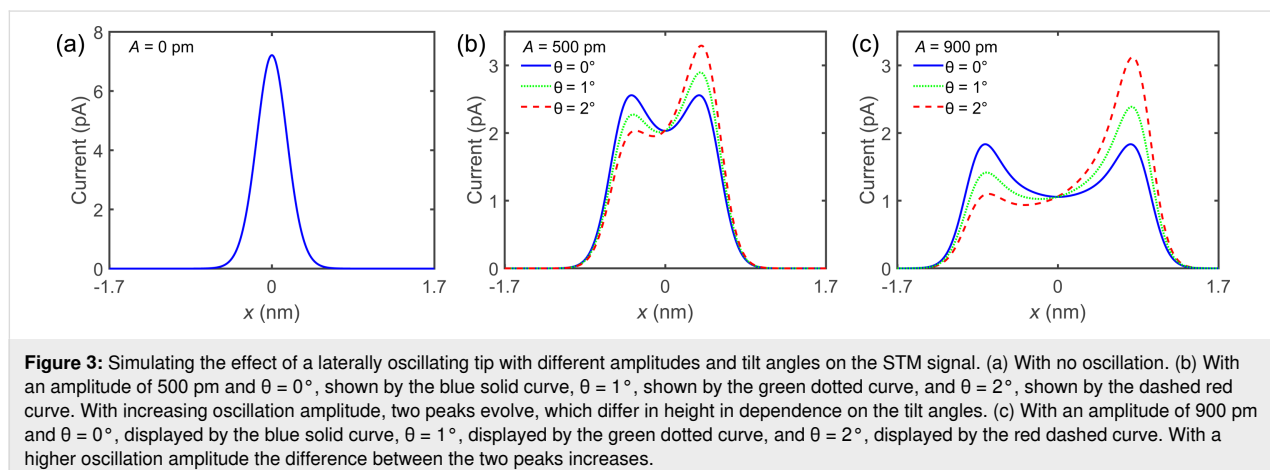 (a)
A = 0 pm
Current (pA)
8
6
4
2
0
-1.7
0
1.7
x (nm)
(b)
A = 500 pm
θ = 0°
θ = 1°
θ = 2°
Current (pA)
3
2
1
0
-1.7
0
1.7
x (nm)
(c)
A = 900 pm
θ = 0°
θ = 1°
θ = 2°
Current (pA)
3
2
1
0
-1.7
0
1.7
x (nm)
Figure 3: Simulating the effect of a laterally oscillating tip with different amplitudes and tilt angles on the STM signal. (a) With no oscillation. (b) With
an amplitude of 500 pm and θ = 0°, shown by the blue solid curve, θ = 1°, shown by the green dotted curve, and θ = 2°, shown by the dashed red
curve. With increasing oscillation amplitude, two peaks evolve, which differ in height in dependence on the tilt angles. (c) With an amplitude of 900 pm
and θ = 0°, displayed by the blue solid curve, θ = 1°, displayed by the green dotted curve, and θ = 2°, displayed by the red dashed curve. With a
higher oscillation amplitude the difference between the two peaks increases.